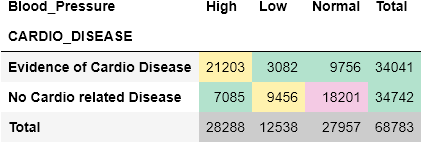 Blood_Pressure High Low Normal Total
CARDIO_DISEASE
Evidence of Cardio Disease 21203 3082 9756 34041
No Cardio related Disease 7085 9456 18201 34742
Total 28288 12538 27957 68783